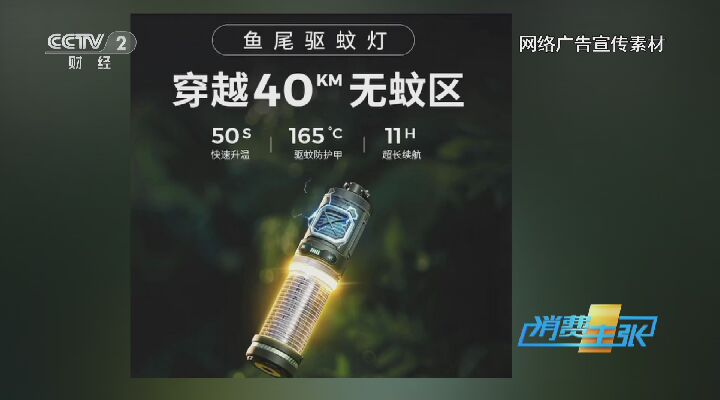 CCTV 2
财经
网络广告宣传素材
鱼尾驱蚊灯
穿越40KM无蚊区
50S 165℃ 11H
快速升温 驱蚊防护甲 超长续航
消费主张